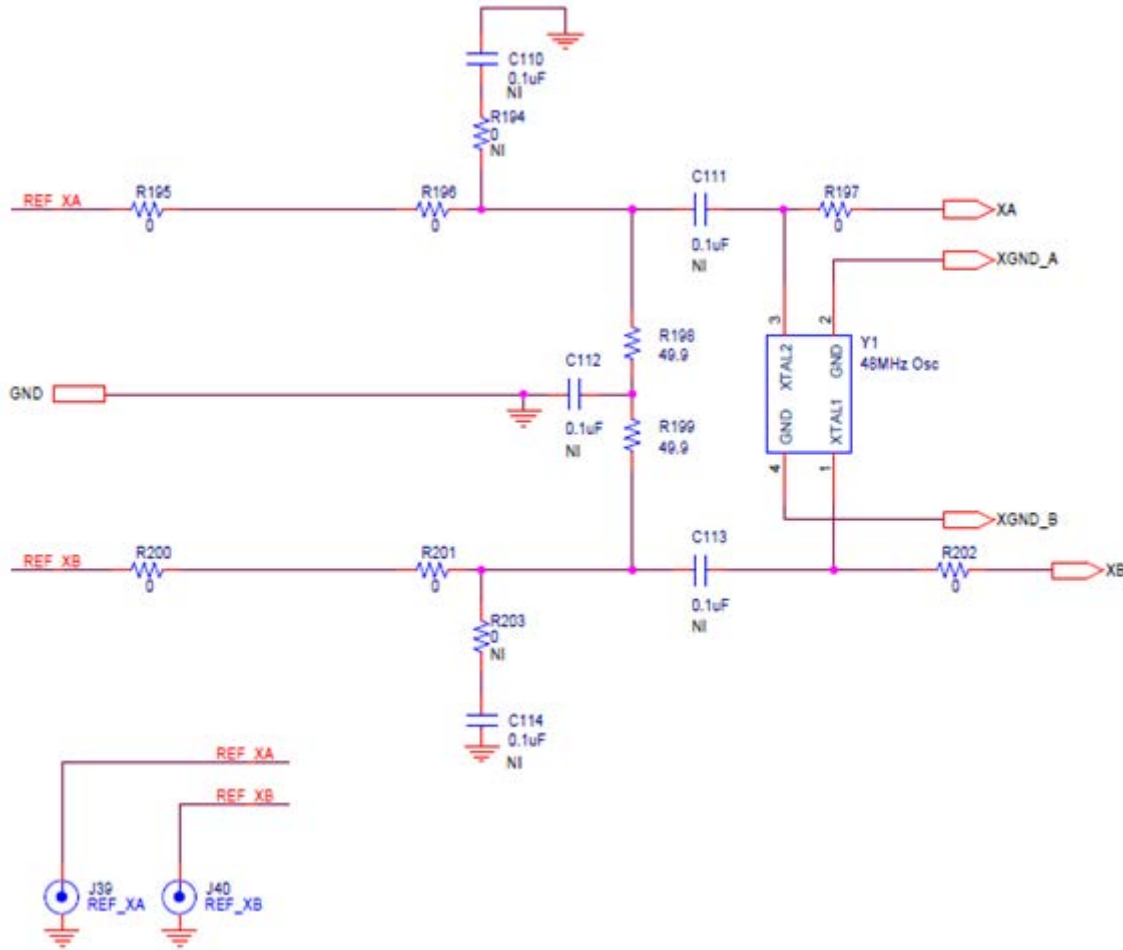 C110
0.1uF
NI
R194
0
NI
REF_XA
R195
0
R196
0
C111
0.1uF
NI
R197
0
XA
XGND_A
3
2
XTAL2
GND
GND
XTAL1
4
1
Y1
48MHz Osc
R198
49.9
C112
0.1uF
NI
GND
R199
49.9
XGND_B
REF_XB
R200
0
R201
0
C113
0.1uF
NI
R202
0
XB
R203
0
NI
C114
0.1uF
NI
REF_XA
REF_XB
J39
REF_XA
J40
REF_XB